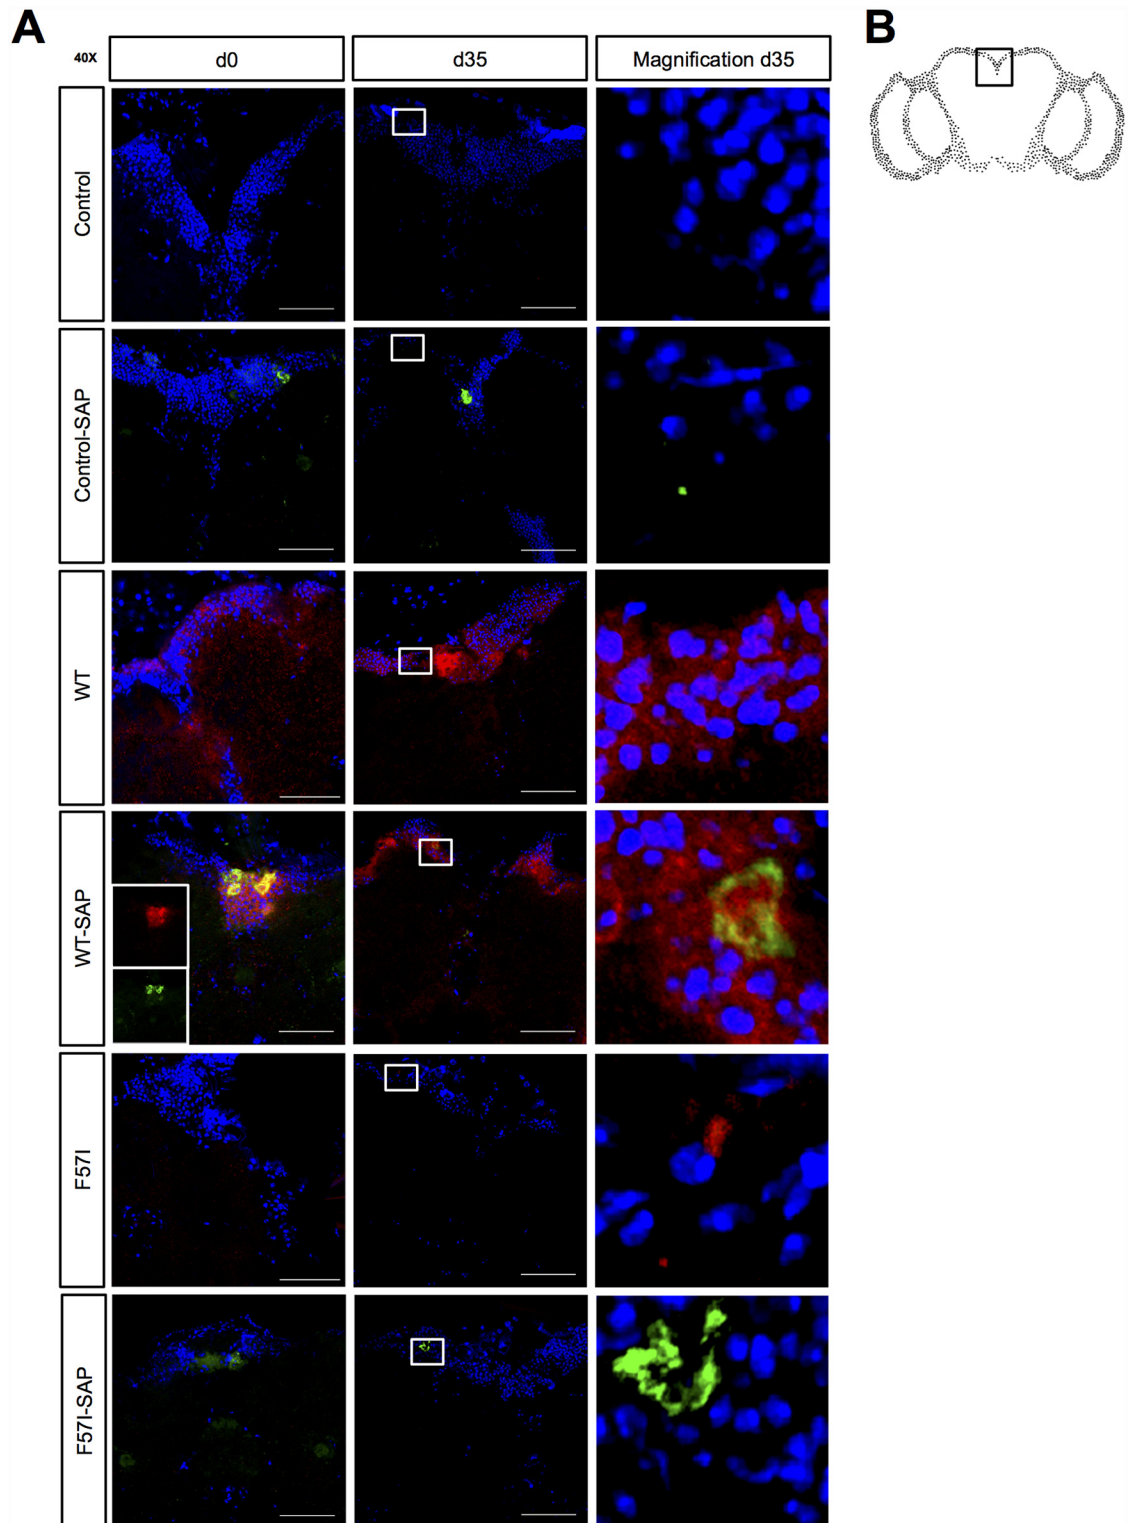 A
B
40X
d0
d35
Magnification d35
Control
Control-SAP
WT
WT-SAP
F57I
F57I-SAP